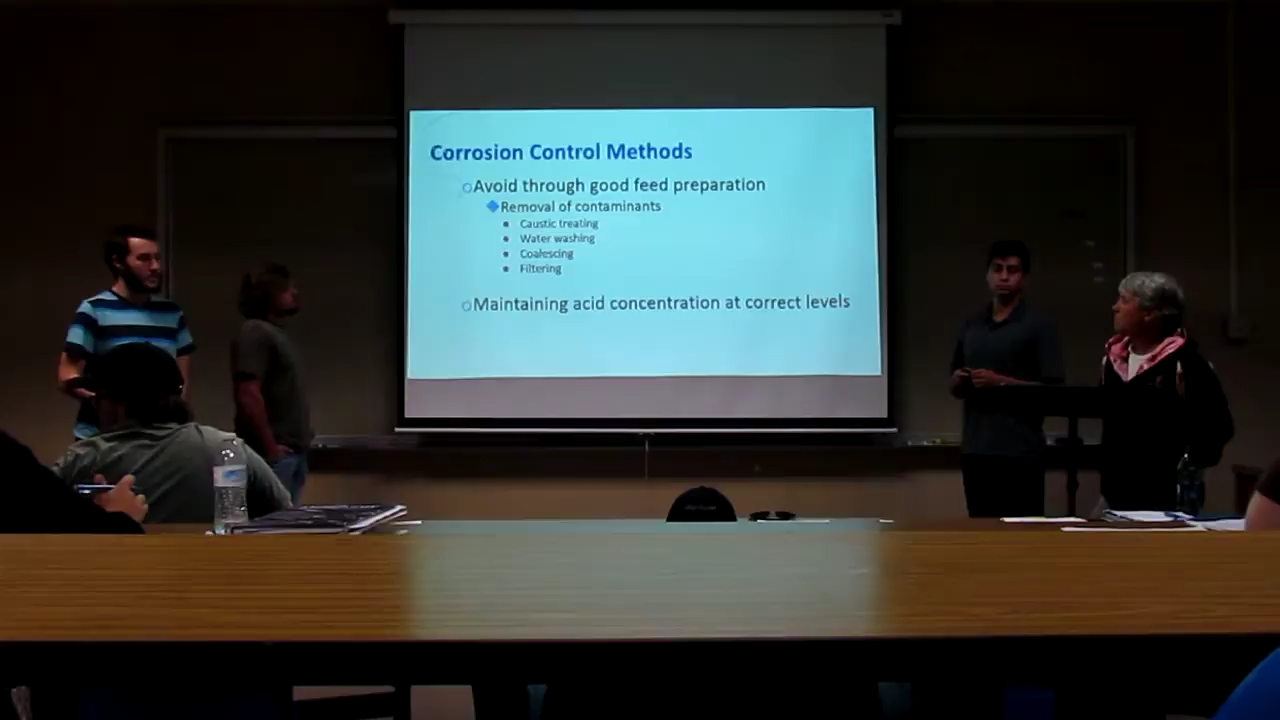 Corrosion Control Methods
Avoid through good feed preparation
Removal of contaminants
Caustic treating
Water washing
Coalescing
Filtering
Maintaining acid concentration at correct levels